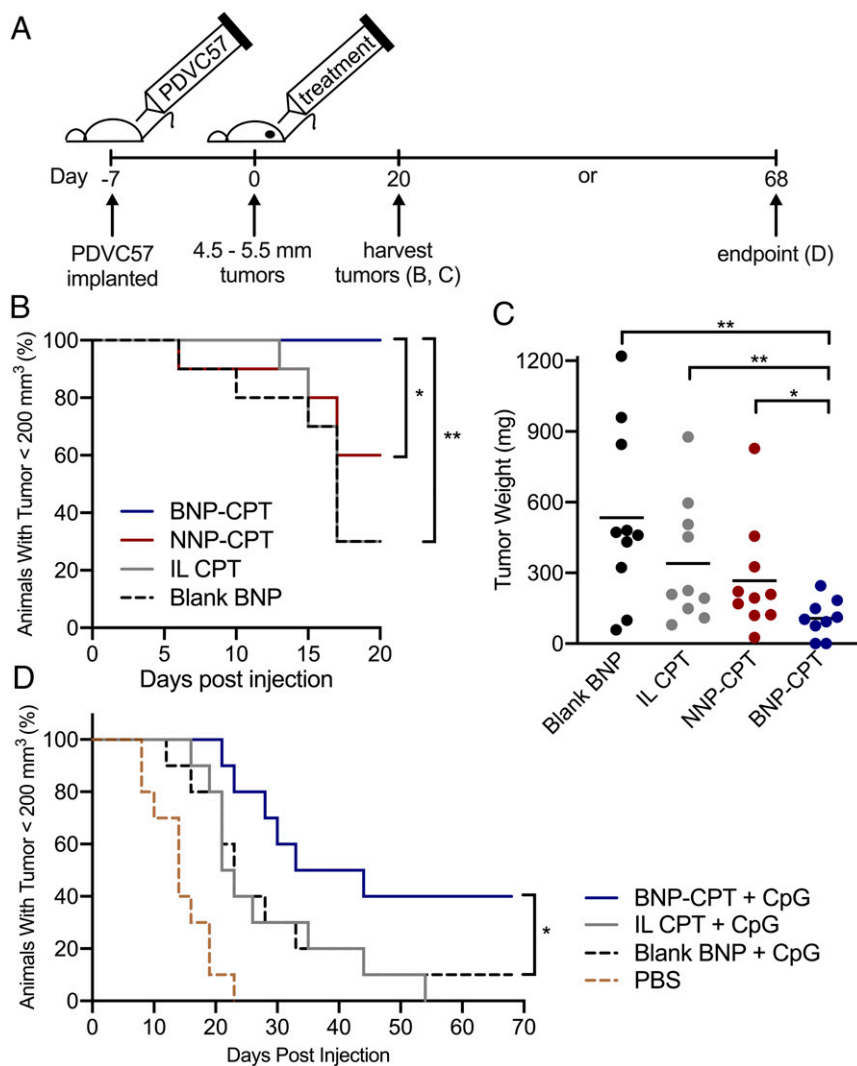 A
PDVC57
treatment
Day
-7
0
20
or
68
PDVC57
implanted
4.5 - 5.5 mm
tumors
harvest
tumors (B, C)
endpoint (D)
B
Animals With Tumor < 200 mm³ (%)
100
80
60
40
20
0
BNP-CPT
NNP-CPT
IL CPT
Blank BNP
*
**
0
5
10
15
20
Days post injection
C
Tumor Weight (mg)
1200
900
600
300
0
**
**
*
Blank BNP
IL CPT
NNP-CPT
BNP-CPT
D
Animals With Tumor < 200 mm³ (%)
100
80
60
40
20
0
*
0
10
20
30
40
50
60
70
Days Post Injection
BNP-CPT + CpG
IL CPT + CpG
Blank BNP + CpG
PBS